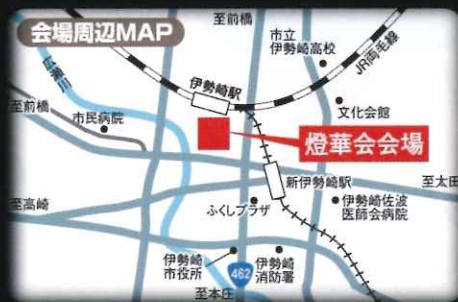 会場周辺MAP
至前橋
市立
伊勢崎高校
JR両毛線
広瀬川
伊勢崎駅
至前橋
市民病院
文化会館
燈華会会場
新伊勢崎駅
至太田
至高崎
ふくしプラザ
伊勢崎佐波
医師会病院
伊勢崎
市役所
462
伊勢崎
消防署
至本庄